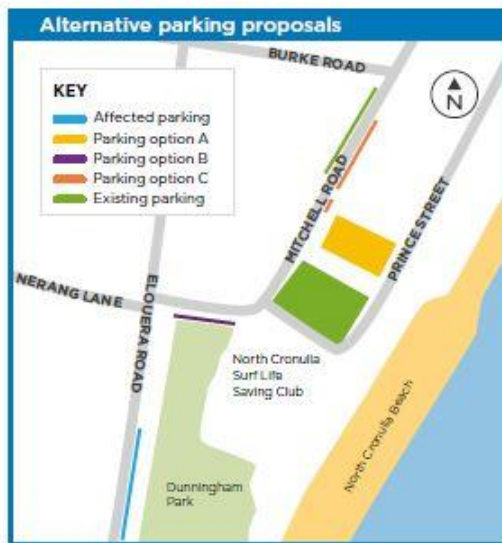 Alternative parking proposals
BURKE ROAD
KEY
Affected parking
Parking option A
Parking option B
Parking option C
Existing parking
N
MITCHELL ROAD
PRINCE STREET
NERANG LANE
ELOUERA ROAD
North Cronulla
Surf Life
Saving Club
North Cronulla Beach
Dunningham
Park